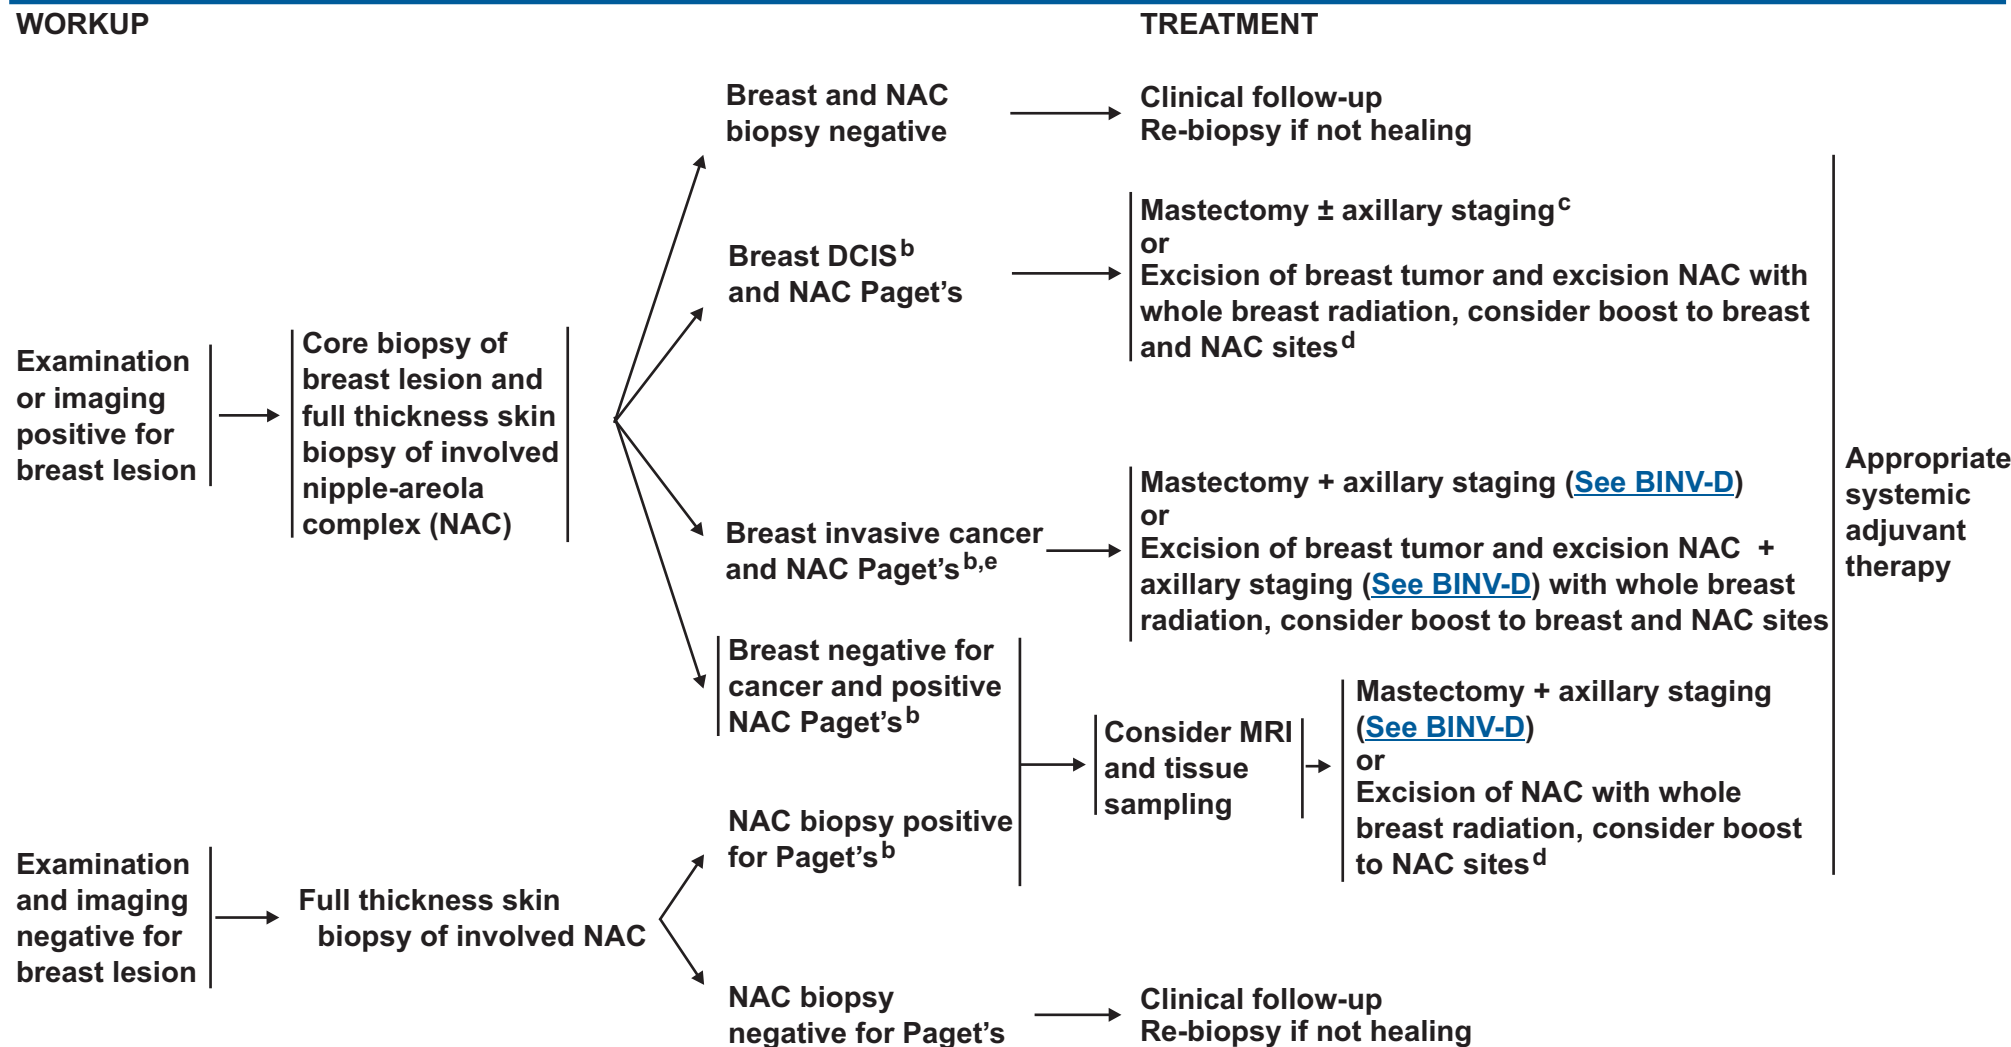 WORKUP
TREATMENT
Breast and NAC
biopsy negative
Clinical follow-up
Re-biopsy if not healing
Breast DCISb
and NAC Paget’s
Mastectomy ± axillary stagingc
or
Excision of breast tumor and excision NAC with
whole breast radiation, consider boost to breast
and NAC sitesd
Examination
or imaging
positive for
breast lesion
Core biopsy of
breast lesion and
full thickness skin
biopsy of involved
nipple-areola
complex (NAC)
Breast invasive cancer
and NAC Paget’sb,e
Mastectomy + axillary staging (See BINV-D)
or
Excision of breast tumor and excision NAC +
axillary staging (See BINV-D) with whole breast
radiation, consider boost to breast and NAC sites
Appropriate
systemic
adjuvant
therapy
Breast negative for
cancer and positive
NAC Paget’sb
Consider MRI
and tissue
sampling
Mastectomy + axillary staging
(See BINV-D)
or
Excision of NAC with whole
breast radiation, consider boost
to NAC sitesd
Examination
and imaging
negative for
breast lesion
Full thickness skin
biopsy of involved NAC
NAC biopsy positive
for Paget’sb
NAC biopsy
negative for Paget’s
Clinical follow-up
Re-biopsy if not healing